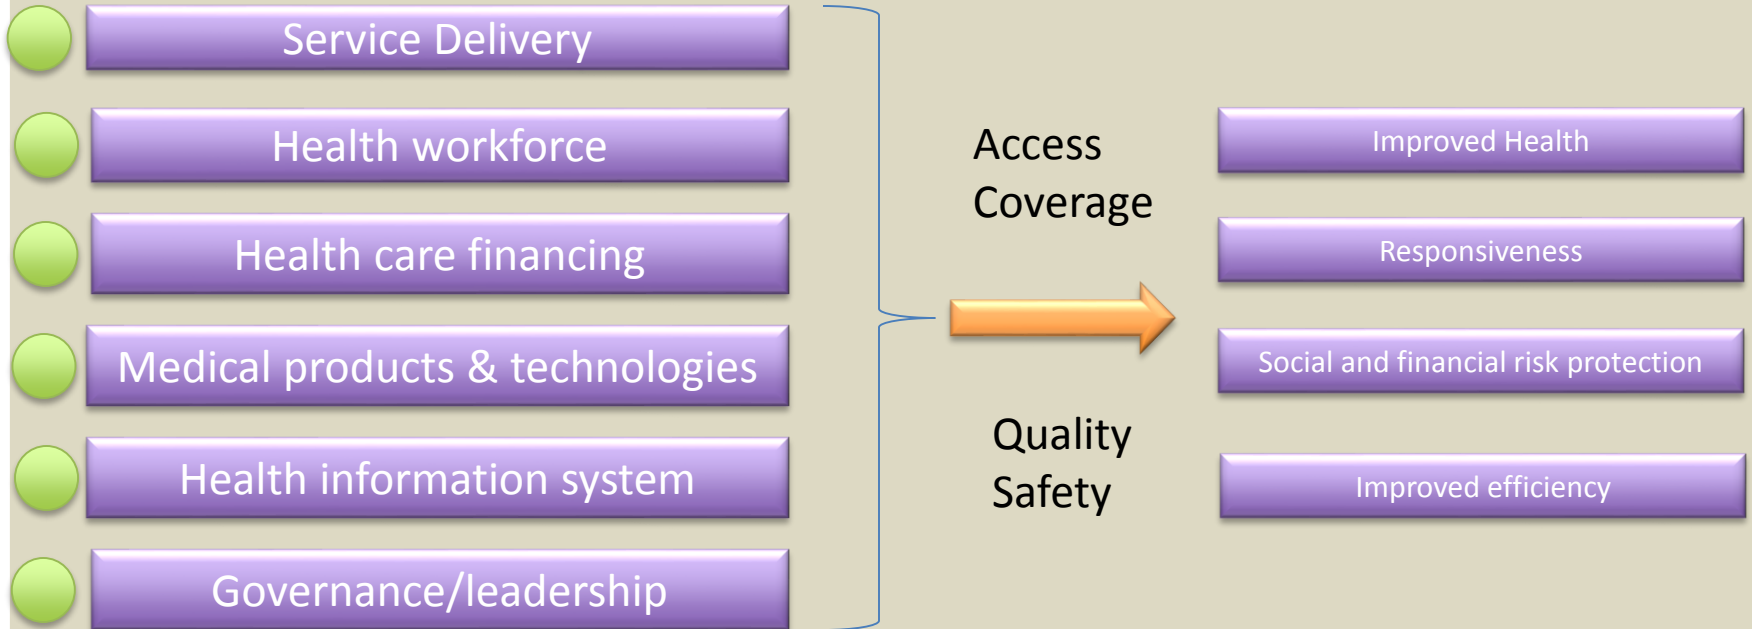 Service Delivery
Health workforce
Health care financing
Medical products & technologies
Health information system
Governance/leadership
Access
Coverage
Quality
Safety
Improved Health
Responsiveness
Social and financial risk protection
Improved efficiency